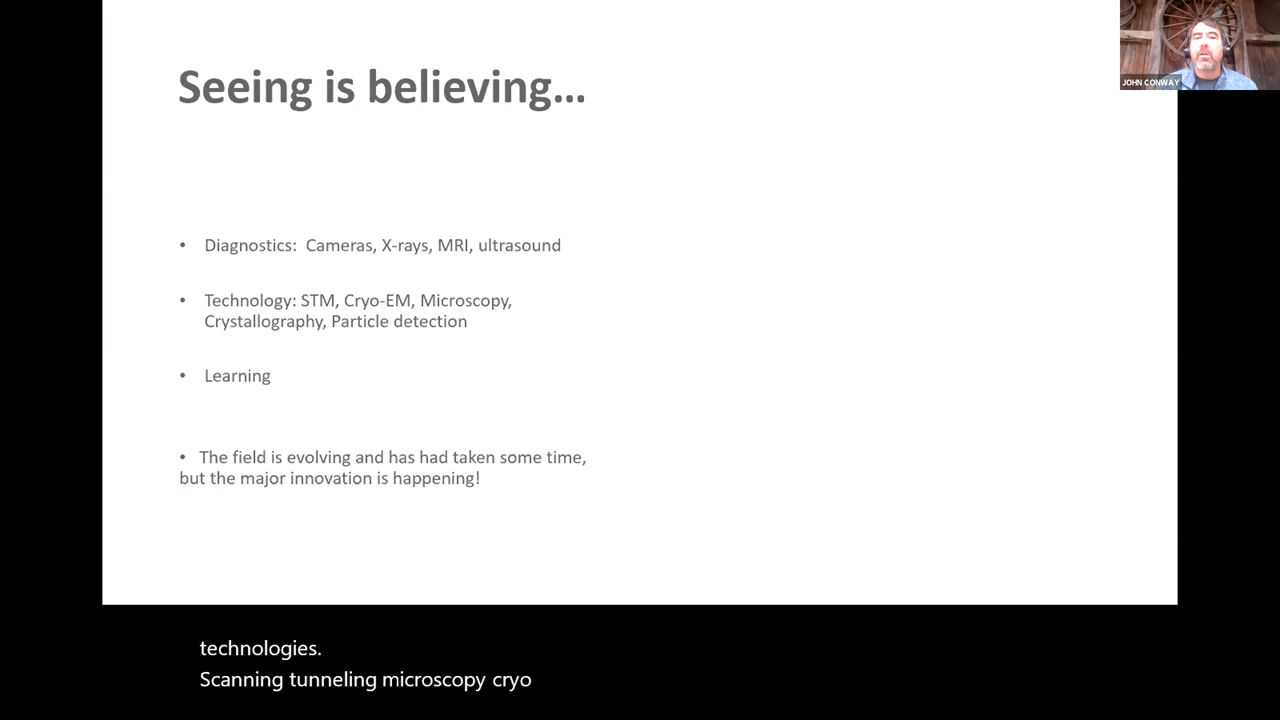 Seeing is believing...
JOHN CONWAY
• Diagnostics: Cameras, X-rays, MRI, ultrasound
• Technology: STM, Cryo-EM, Microscopy,
Crystallography, Particle detection
• Learning
• The field is evolving and has had taken some time,
but the major innovation is happening!
technologies.
Scanning tunneling microscopy cryo